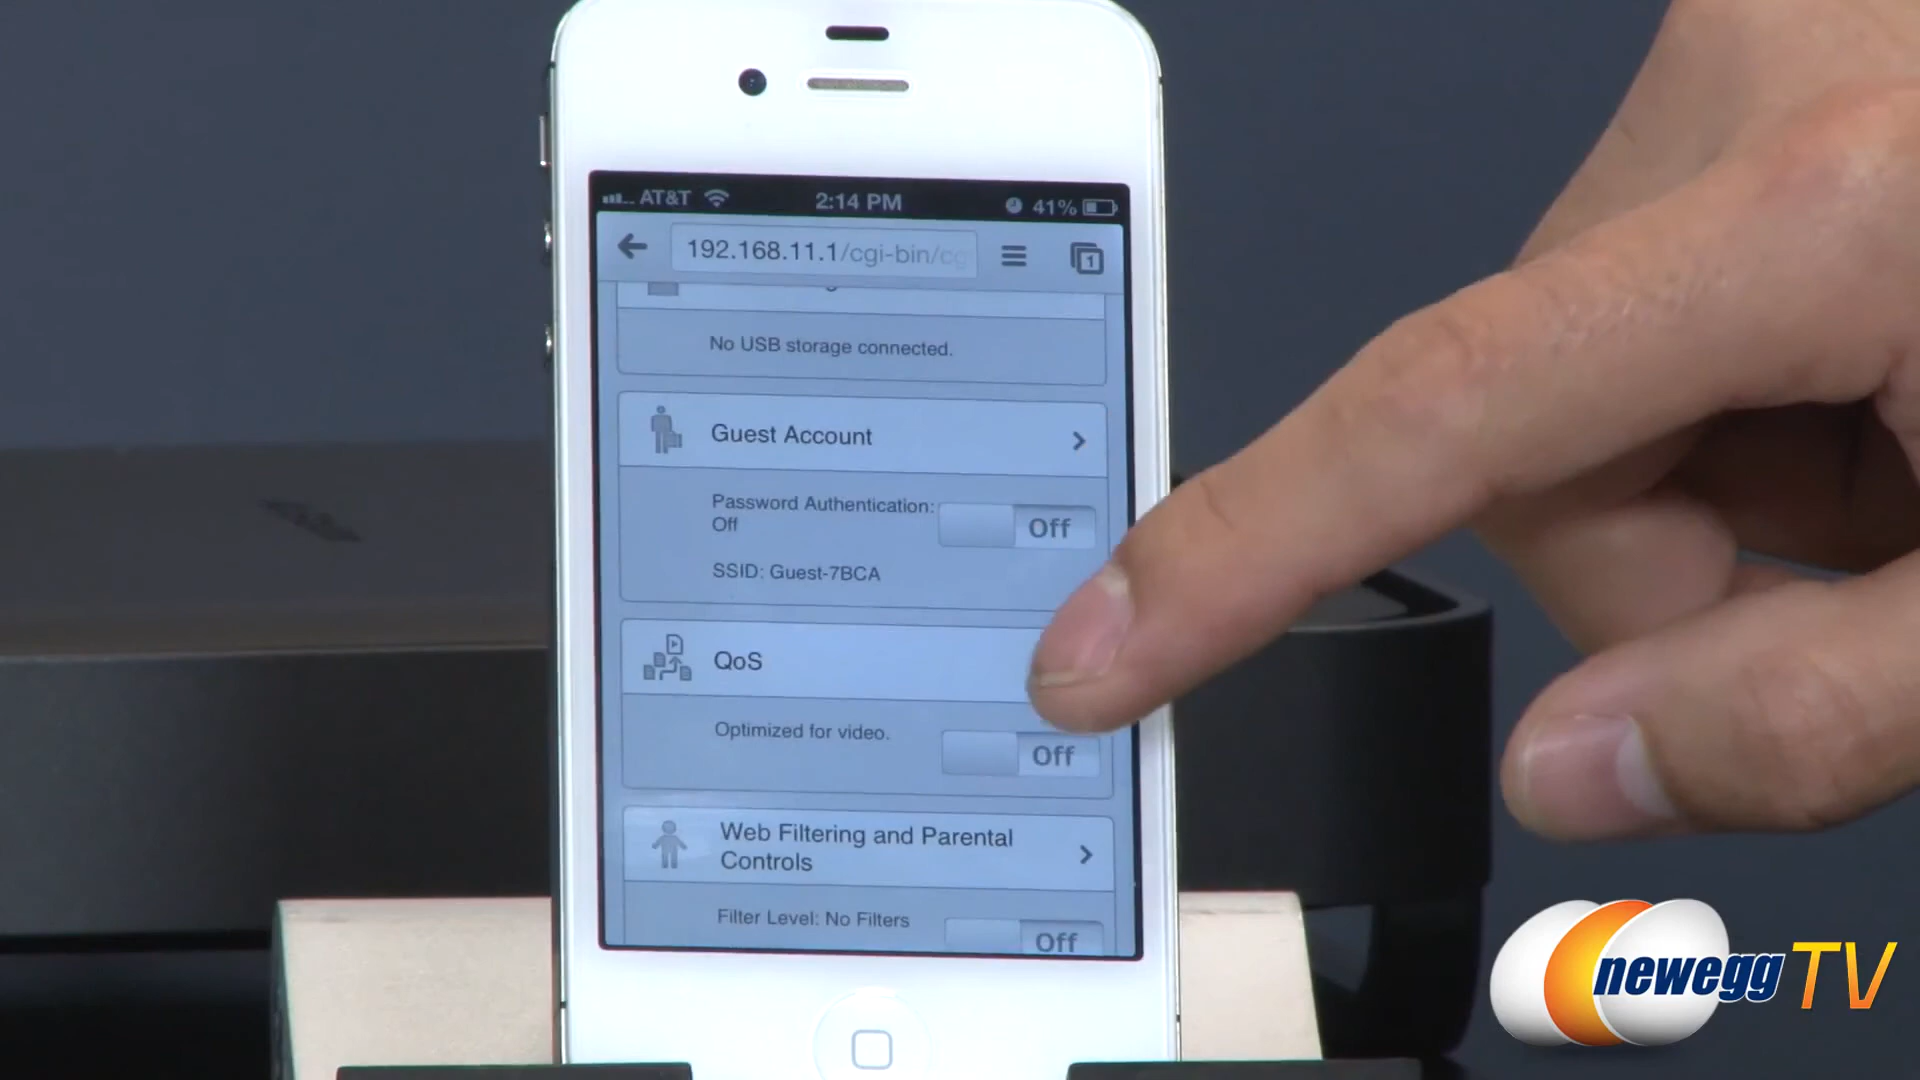 AT&T 2:14 PM 41%
192.168.11.1/cgi-bin/cg
1
No USB storage connected.
Guest Account
Password Authentication:
Off
Off
SSID: Guest-7BCA
QoS
Optimized for video.
Off
Web Filtering and Parental
Controls
Filter Level: No Filters
Off
newegg TV